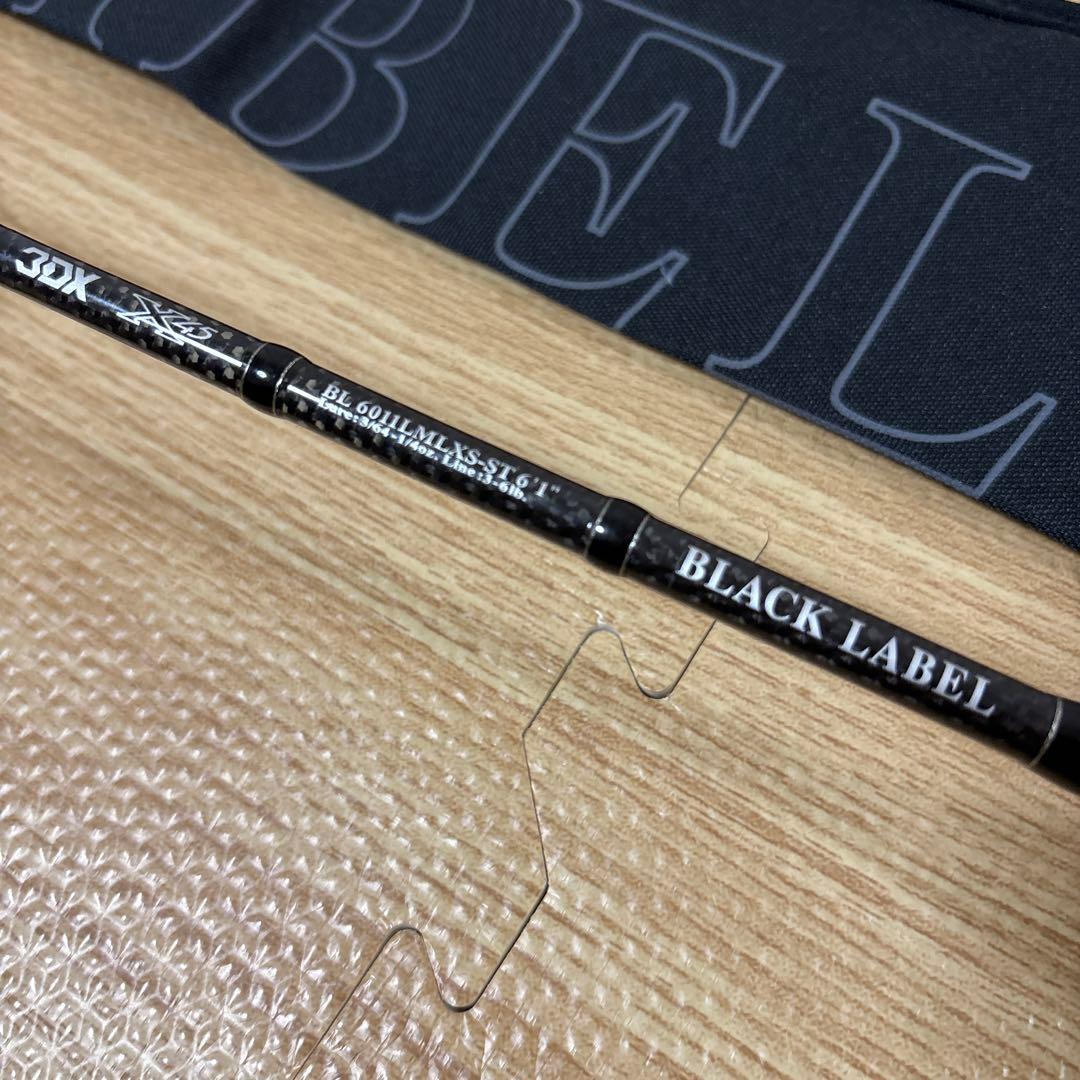 BEL
3DX X45
BL 6011LMLXS-ST 6'1"
Lure:3/64-1/4oz. Line:3-6lb.
BLACK LABEL